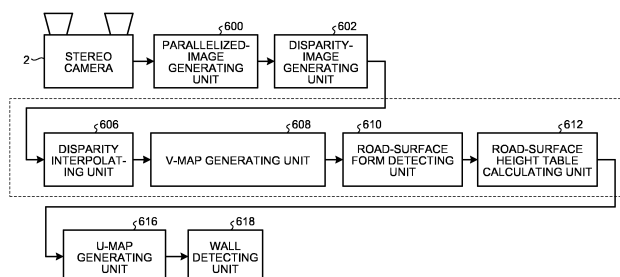 600
602
2
STEREO
CAMERA
PARALLELIZED-
IMAGE
GENERATING
UNIT
DISPARITY-
IMAGE
GENERATING
UNIT
606
608
610
612
DISPARITY
INTERPOLAT-
ING UNIT
V-MAP GENERATING UNIT
ROAD-SURFACE
FORM DETECTING
UNIT
ROAD-SURFACE
HEIGHT TABLE
CALCULATING UNIT
616
618
U-MAP
GENERATING
UNIT
WALL
DETECTING
UNIT